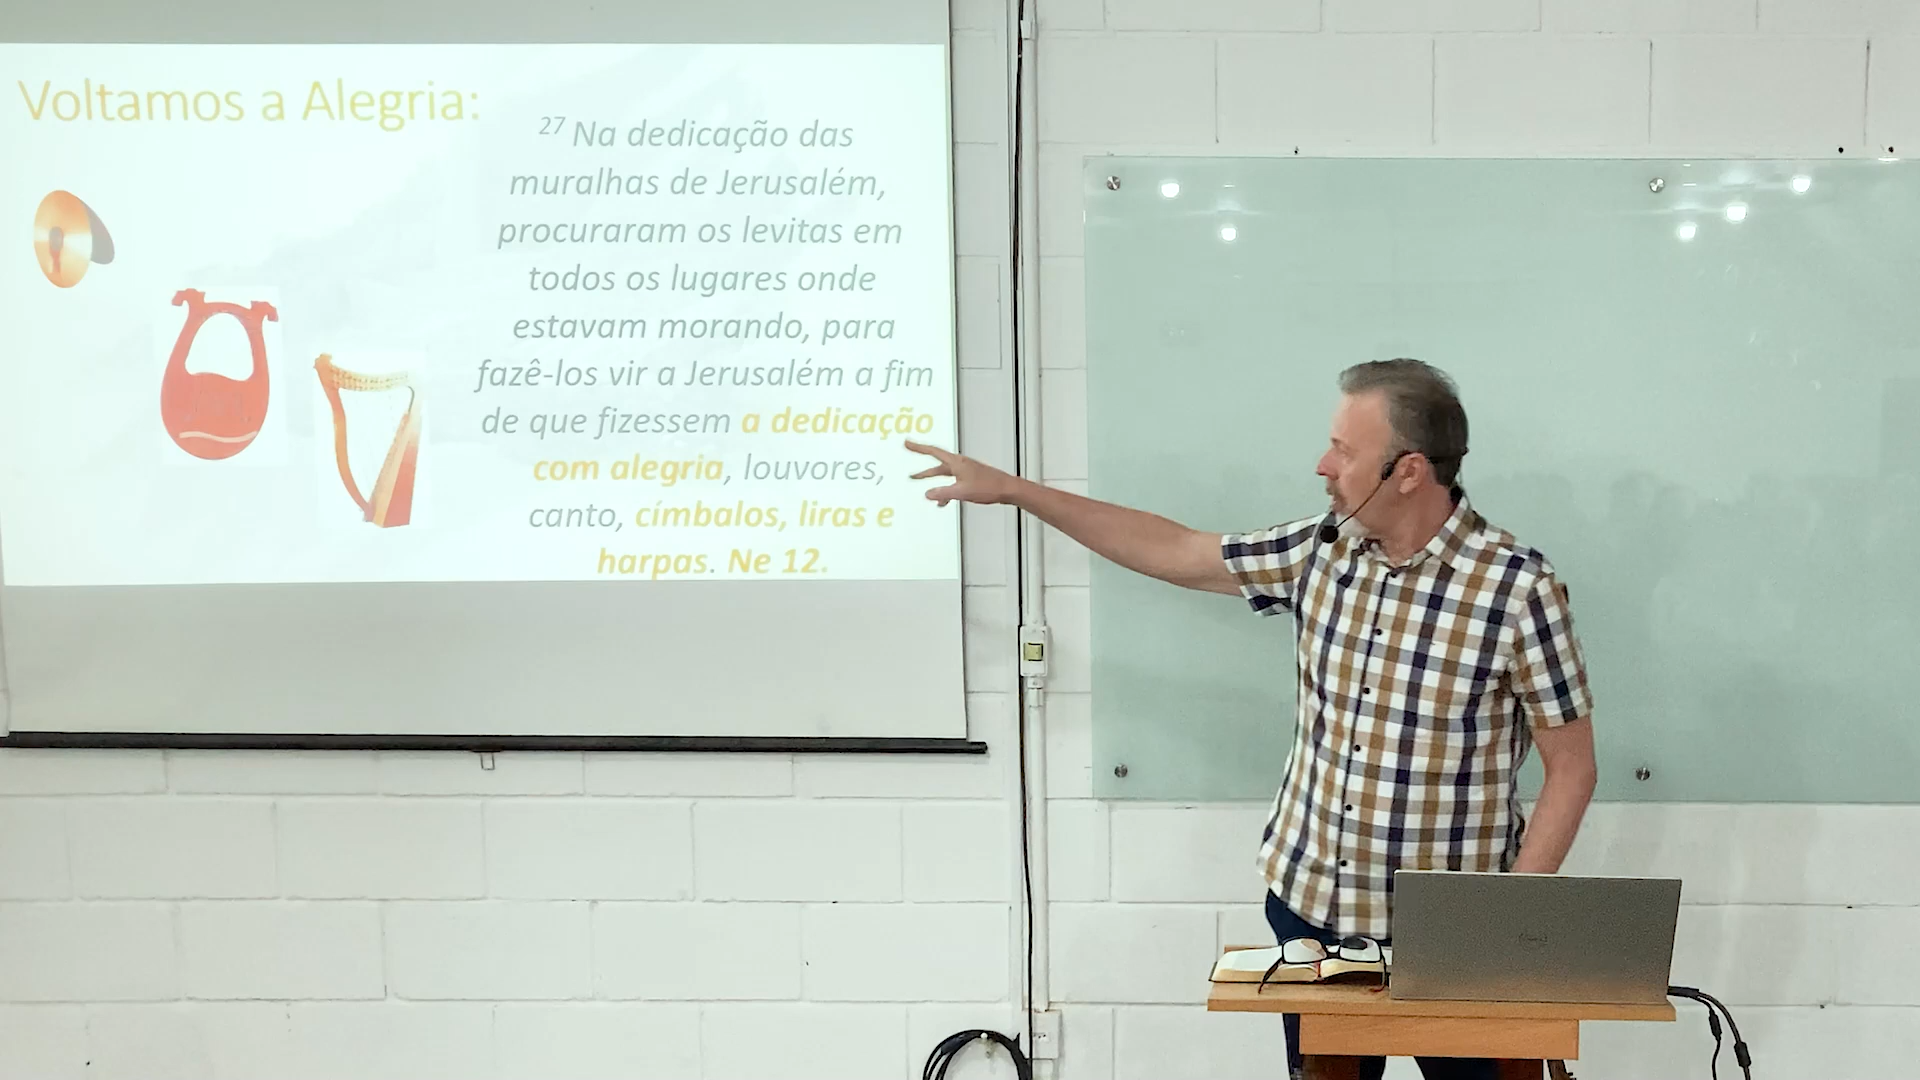 Voltamos a Alegria:
27 Na dedicação das
muralhas de Jerusalém,
procuraram os levitas em
todos os lugares onde
estavam morando, para
fazê-los vir a Jerusalém a fim
de que fizessem a dedicação
com alegria, louvores,
canto, címbalos, liras e
harpas. Ne 12.